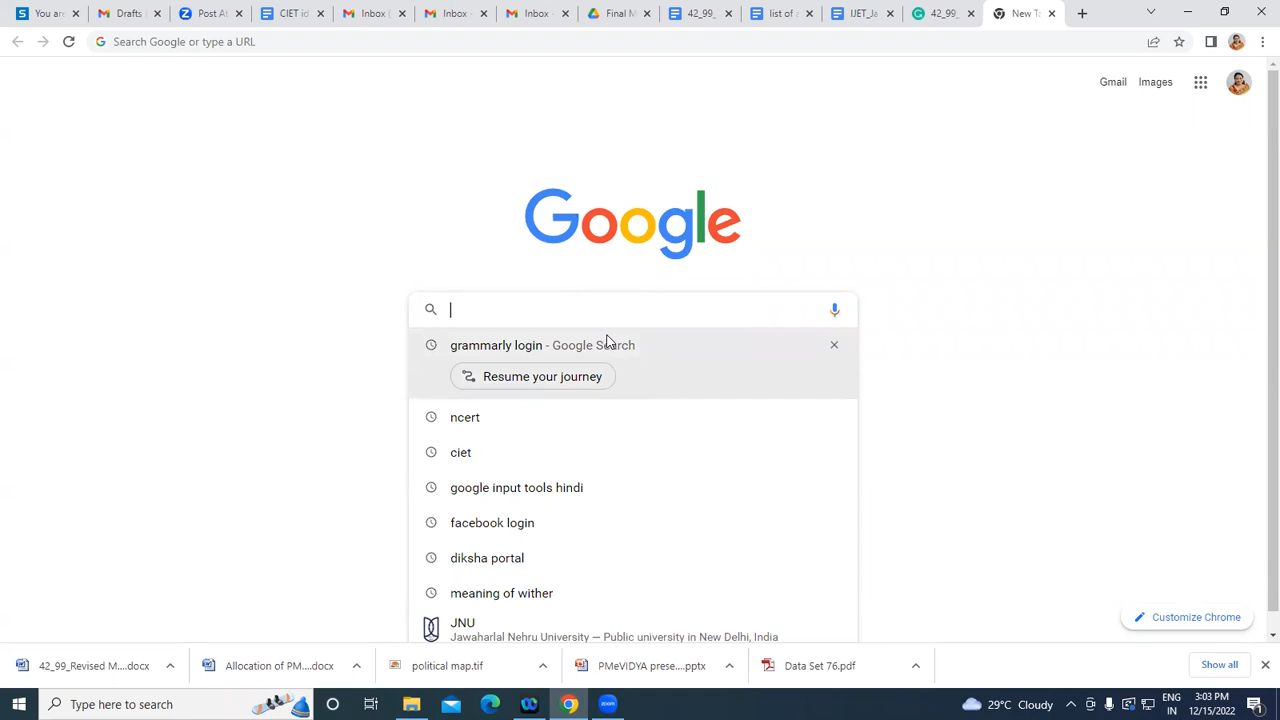 You are
Drafts (
Post At
CIET id
Inbox (
Inbox
Inbox
Final M
42_99_
list of
IJET_Ja
42_99_
New Ta
Search Google or type a URL
Gmail Images
Google
grammarly login - Google Search
Resume your journey
ncert
ciet
google input tools hindi
facebook login
diksha portal
meaning of wither
JNU
Jawaharlal Nehru University — Public university in New Delhi, India
Customize Chrome
42_99_Revised M....docx
Allocation of PM....docx
political map.tif
PMeVIDYA prese....pptx
Data Set 76.pdf
Show all
Type here to search
zoom
29°C Cloudy
ENG
IN
3:03 PM
12/15/2022